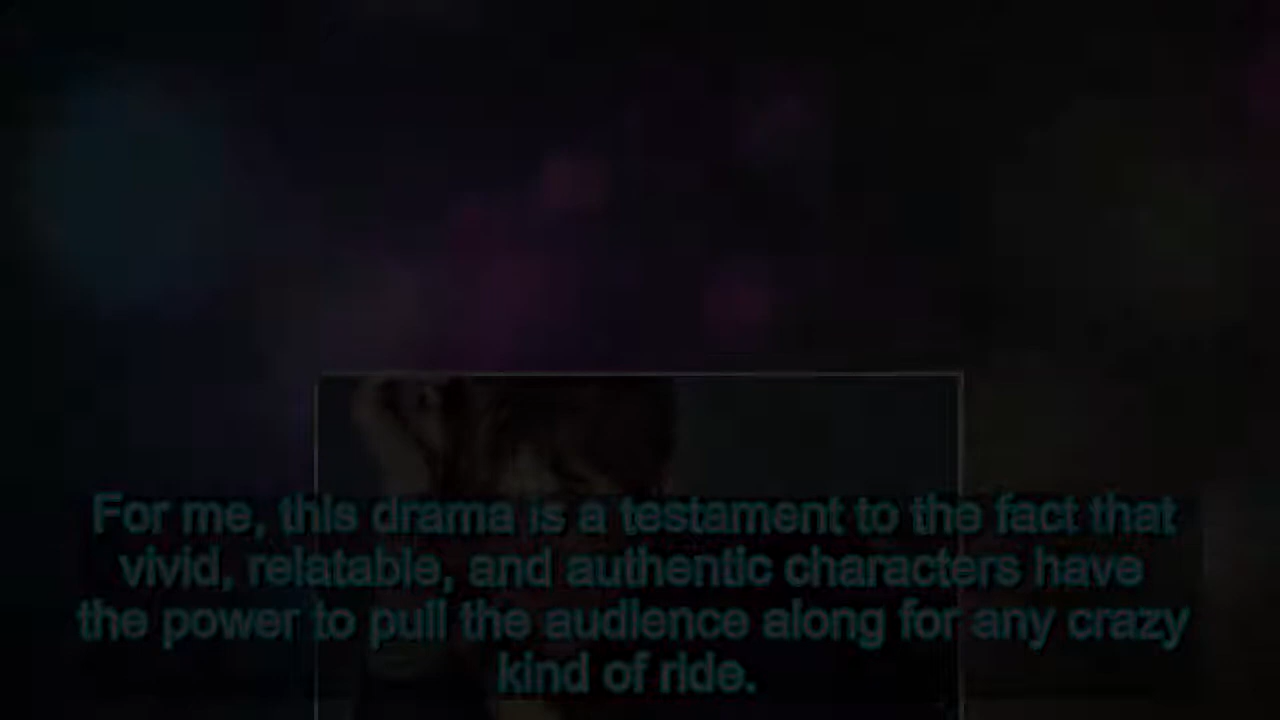 For me, this drama is a testament to the fact that
vivid, relatable, and authentic characters have
the power to pull the audience along for any crazy
kind of ride.